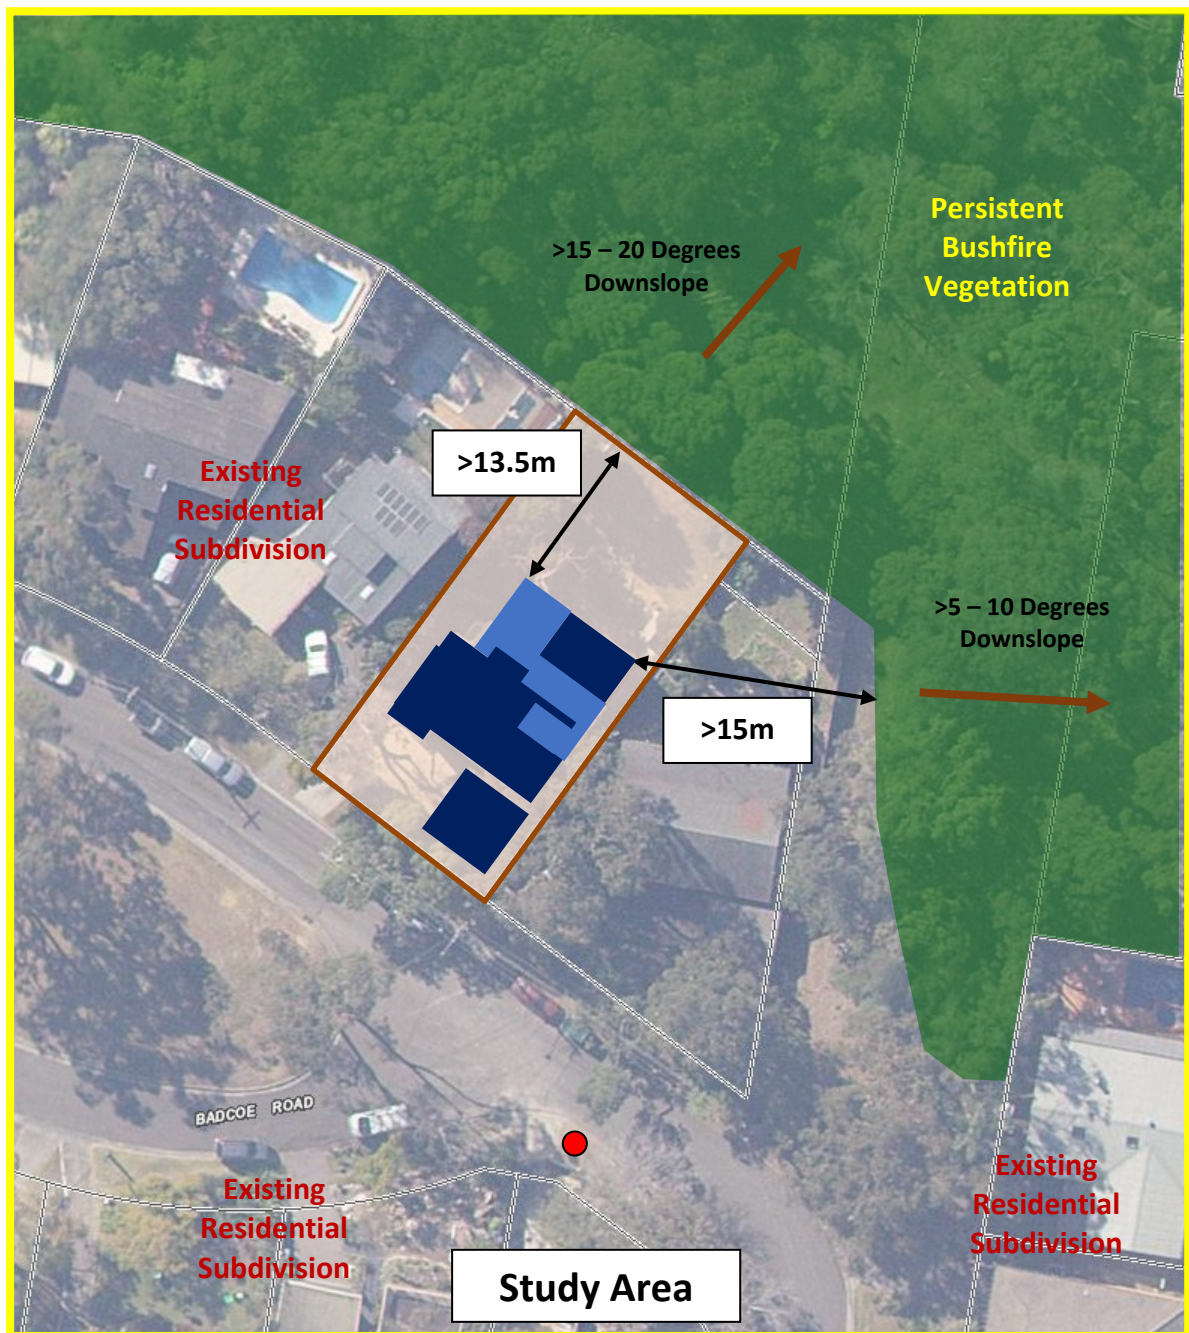 Persistent
Bushfire
Vegetation
>15 – 20 Degrees
Downslope
>13.5m
Existing
Residential
Subdivision
>5 – 10 Degrees
Downslope
>15m
BADCOE ROAD
Existing
Residential
Subdivision
Existing
Residential
Subdivision
Study Area